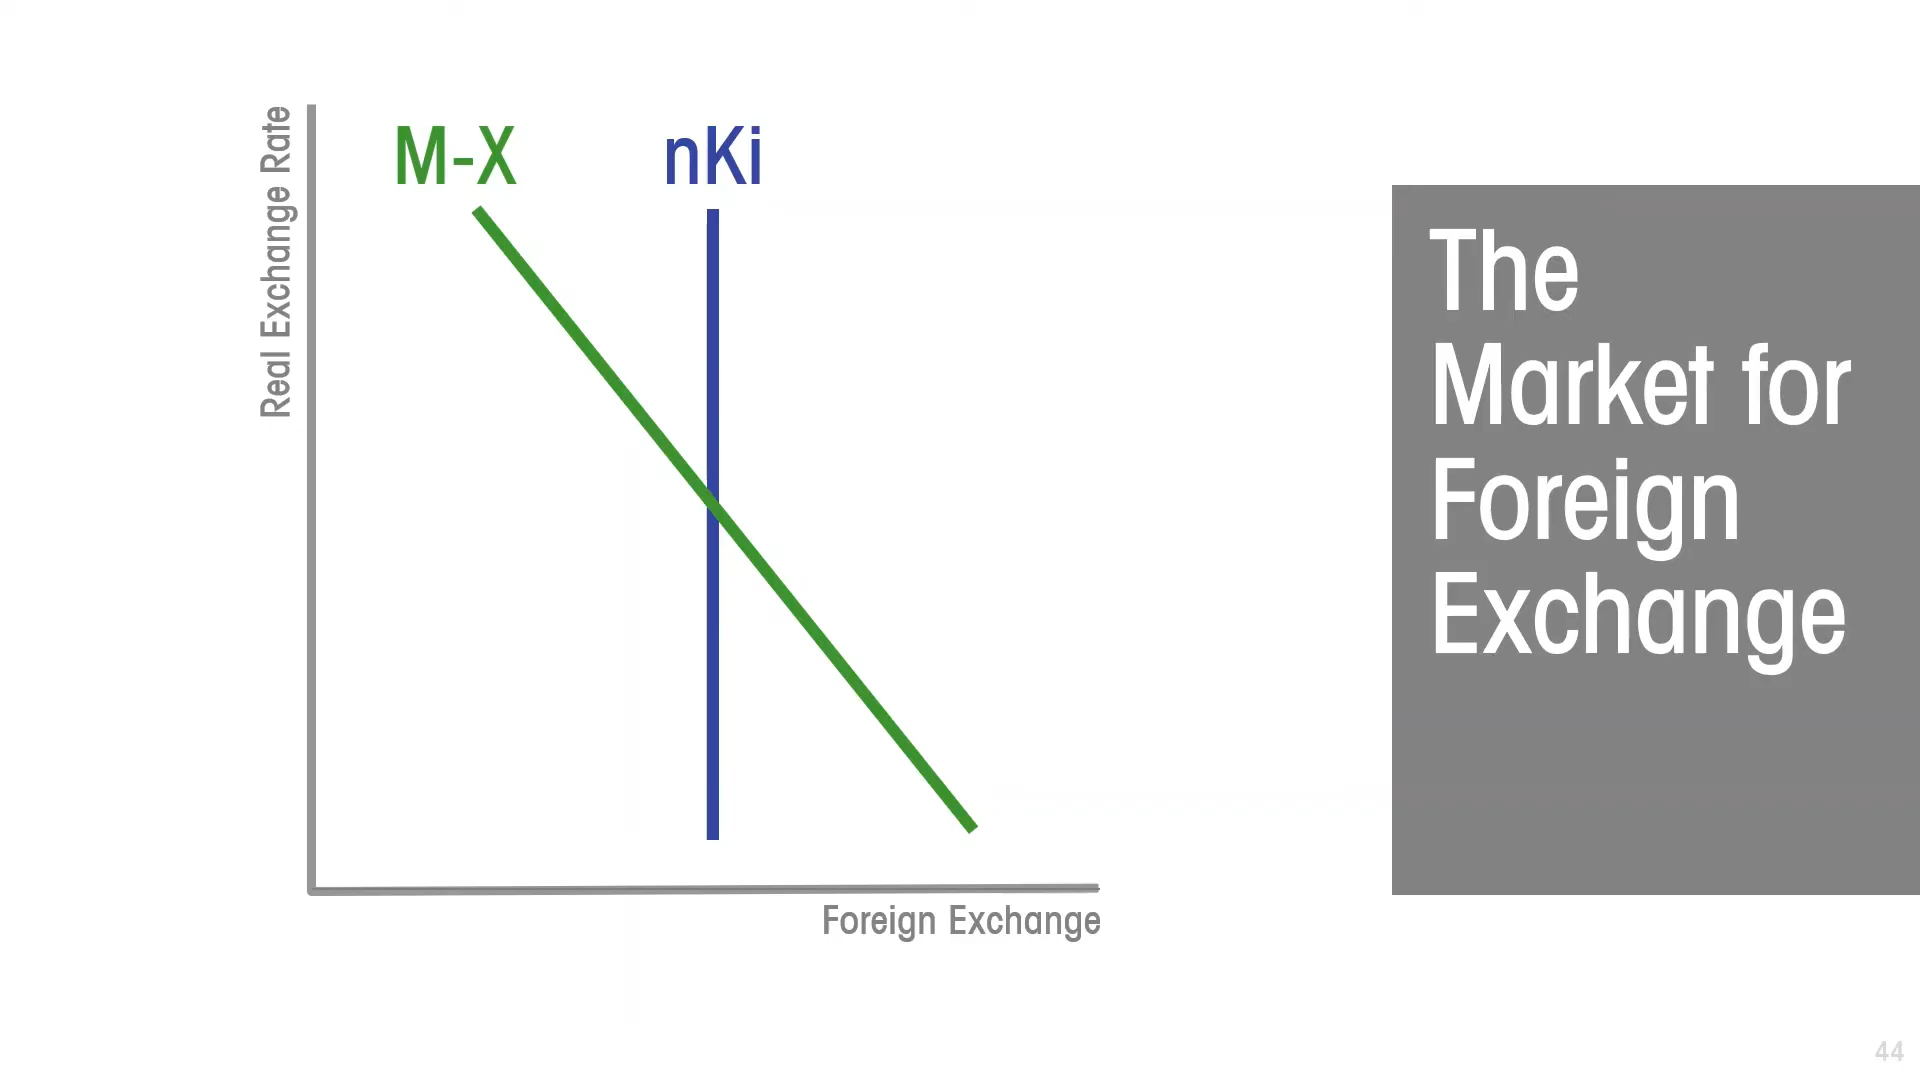 Real Exchange Rate
M-X
nKi
Foreign Exchange
The
Market for
Foreign
Exchange
44